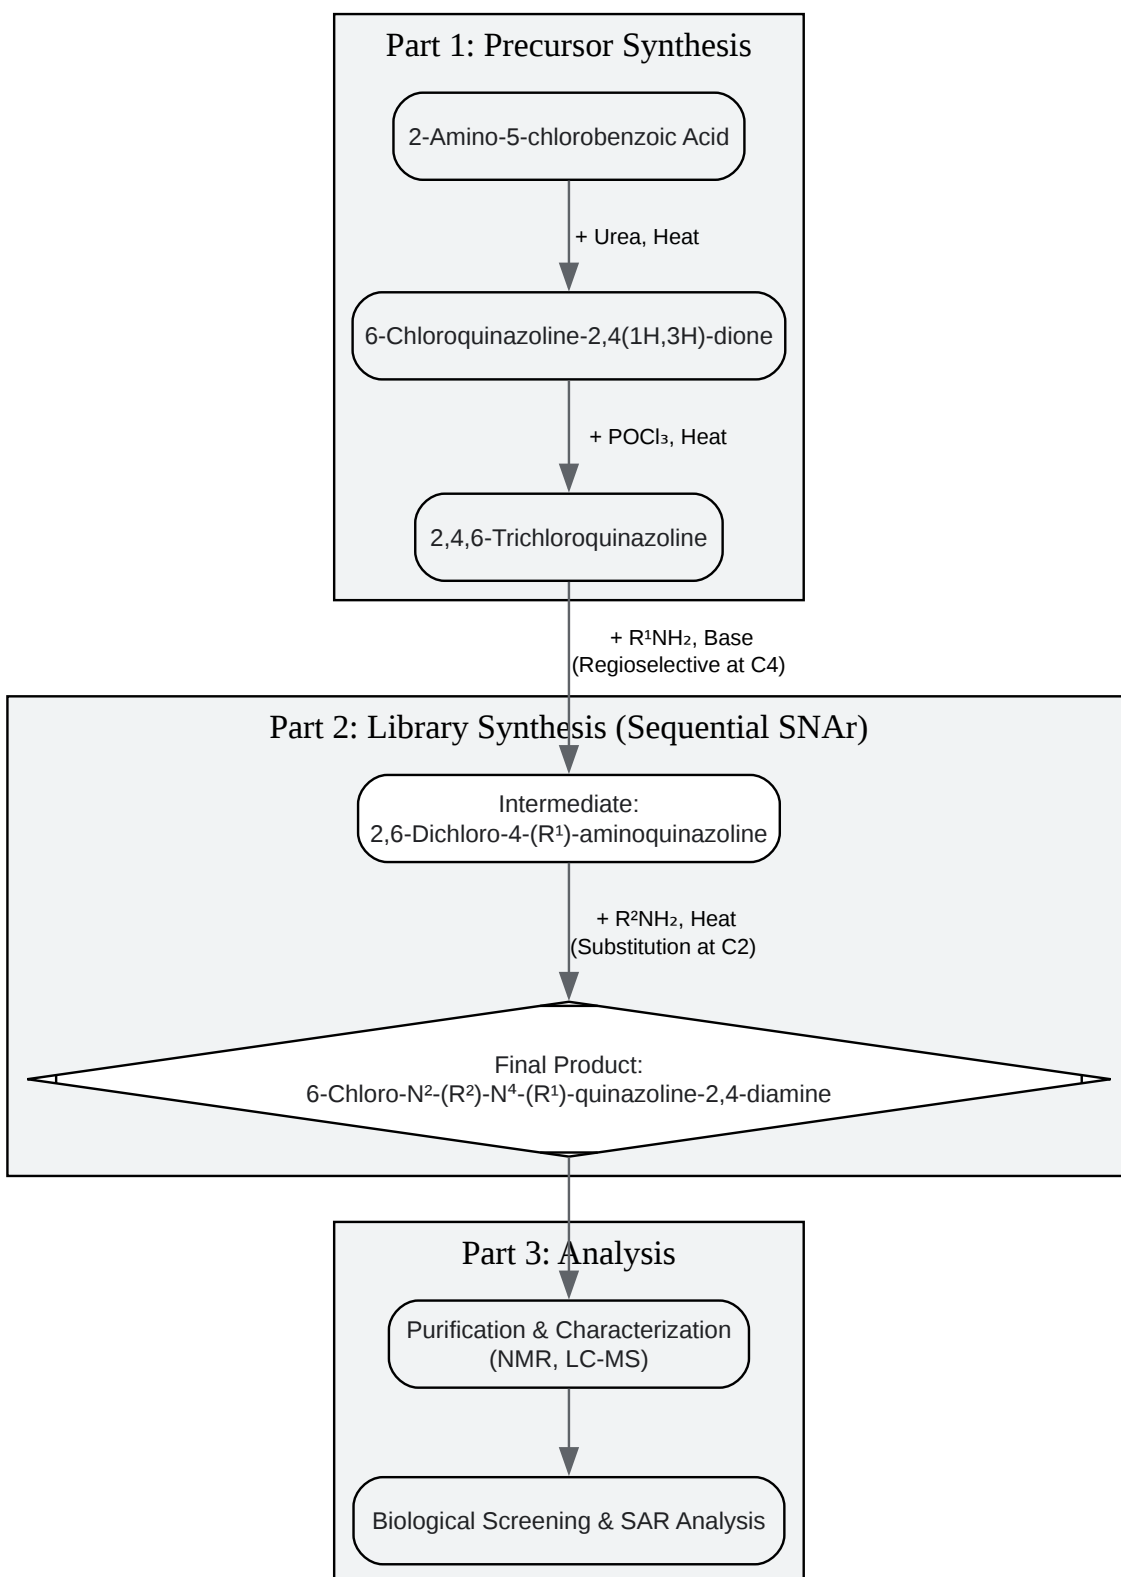 Part 1: Precursor Synthesis
2-Amino-5-chlorobenzoic Acid
+ Urea, Heat
6-Chloroquinazoline-2,4(1H,3H)-dione
+ POCl₃, Heat
2,4,6-Trichloroquinazoline
+ R¹NH₂, Base
(Regioselective at C4)
Part 2: Library Synthesis (Sequential SNAr)
Intermediate:
2,6-Dichloro-4-(R¹)-aminoquinazoline
+ R²NH₂, Heat
(Substitution at C2)
Final Product:
6-Chloro-N²-(R²)-N⁴-(R¹)-quinazoline-2,4-diamine
Part 3: Analysis
Purification & Characterization
(NMR, LC-MS)
Biological Screening & SAR Analysis